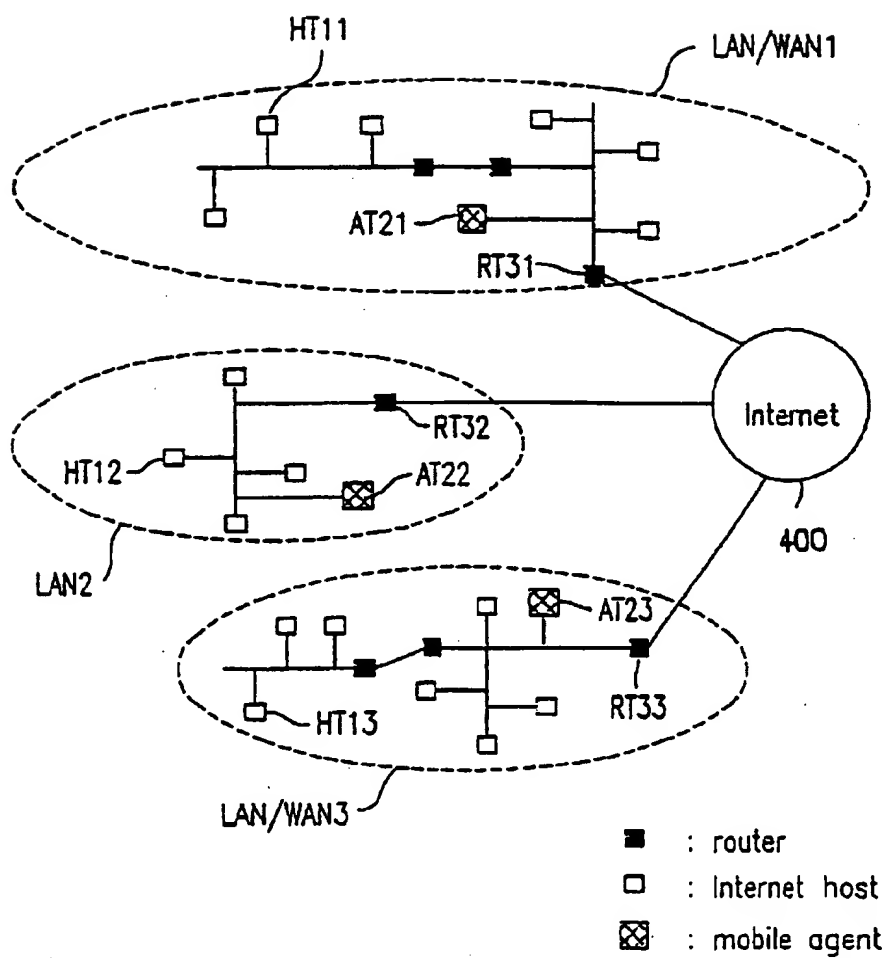 HT11
LAN/WAN1
AT21
RT31
Internet
RT32
HT12
AT22
400
LAN2
AT23
HT13
RT33
LAN/WAN3
: router
: Internet host
: mobile agent